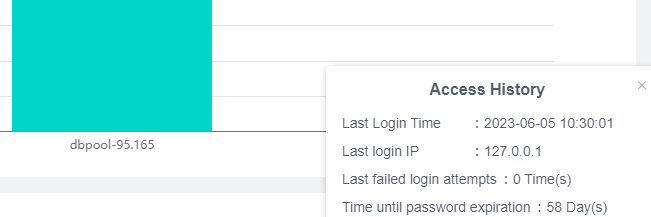 dbpool-95.165
Access History
Last Login Time : 2023-06-05 10:30:01
Last login IP : 127.0.0.1
Last failed login attempts : 0 Time(s)
Time until password expiration : 58 Day(s)